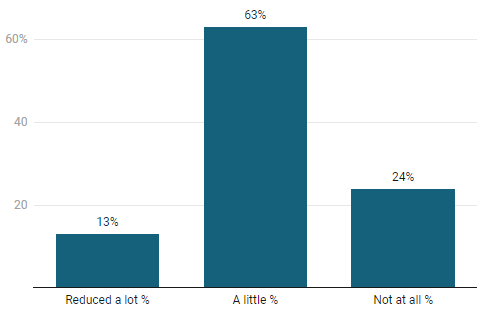 63%
60%
40
24%
20
13%
Reduced a lot %
A little %
Not at all %